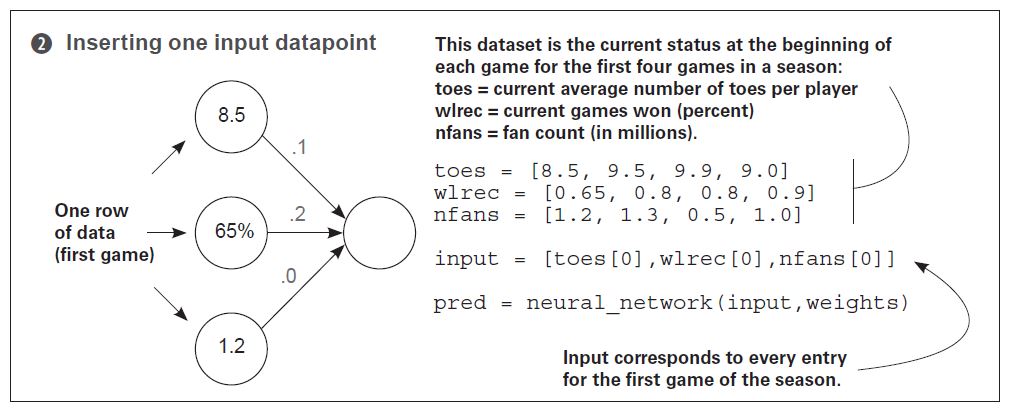 2 Inserting one input datapoint
8.5
.1
65%
.2
.0
1.2
One row
of data
(first game)
This dataset is the current status at the beginning of
each game for the first four games in a season:
toes = current average number of toes per player
wlrec = current games won (percent)
nfans = fan count (in millions).
toes = [8.5, 9.5, 9.9, 9.0]
wlrec = [0.65, 0.8, 0.8, 0.9]
nfans = [1.2, 1.3, 0.5, 1.0]
input = [toes[0],wlrec[0],nfans[0]]
pred = neural_network(input,weights)
Input corresponds to every entry
for the first game of the season.